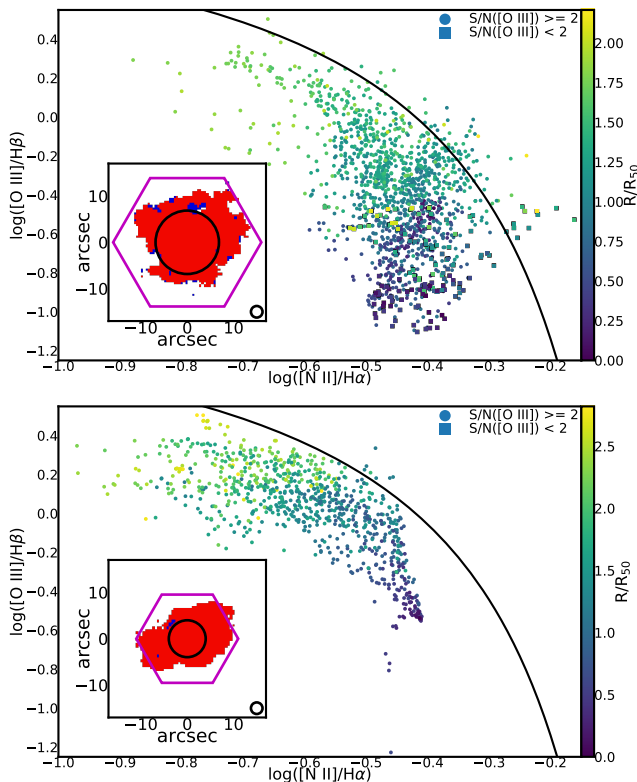 S/N([O III]) >= 2
S/N([O III]) < 2
0.4
0.2
0.0
−0.2
−0.4
−0.6
−0.8
−1.0
−1.2
log([O III]/Hβ)
10
0
−10
arcsec
−10 0 10
arcsec
−1.0 −0.9 −0.8 −0.7 −0.6 −0.5 −0.4 −0.3 −0.2
log([N II]/Hα)
2.00
1.75
1.50
1.25
1.00
0.75
0.50
0.25
0.00
R/R50
S/N([O III]) >= 2
S/N([O III]) < 2
0.4
0.2
0.0
−0.2
−0.4
−0.6
−0.8
−1.0
−1.2
log([O III]/Hβ)
10
0
−10
arcsec
−10 0 10
arcsec
−1.0 −0.9 −0.8 −0.7 −0.6 −0.5 −0.4 −0.3 −0.2
log([N II]/Hα)
2.5
2.0
1.5
1.0
0.5
0.0
R/R50